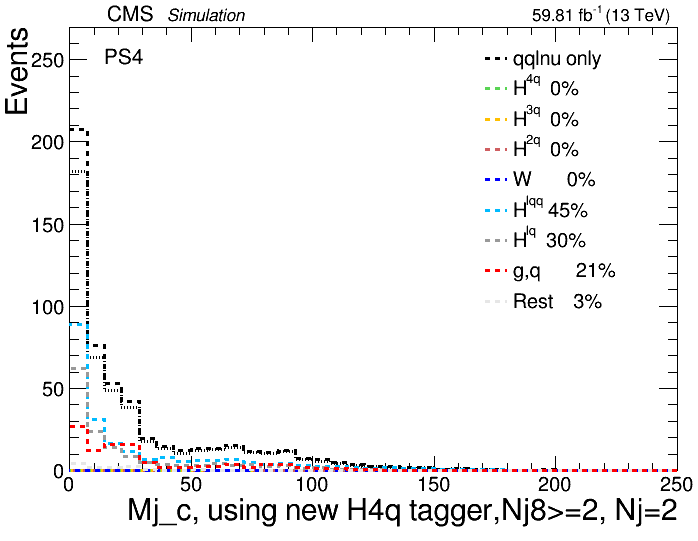 CMS Simulation 59.81 fb⁻¹ (13 TeV)
Events
PS4
qqlnu only
H⁴q 0%
H³q 0%
H²q 0%
W 0%
H^lqq 45%
H^lq 30%
g,q 21%
Rest 3%
250
200
150
100
50
0
0 50 100 150 200 250
Mj_c, using new H4q tagger,Nj8>=2, Nj=2